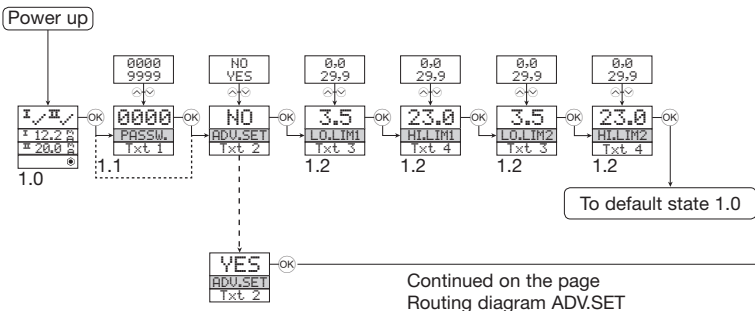 Power up
0000
9999
NO
YES
0,0
29,9
0,0
29,9
0,0
29,9
0,0
29,9
I / II /
I 12.2
II 20.0
1.0
OK
0000
PASSW.
Txt 1
1.1
OK
NO
ADV.SET
Txt 2
OK
3.5
LO.LIM1
Txt 3
1.2
OK
23.0
HI.LIM1
Txt 4
1.2
OK
3.5
LO.LIM2
Txt 3
1.2
OK
23.0
HI.LIM2
Txt 4
1.2
OK
To default state 1.0
YES
ADV.SET
Txt 2
OK
Continued on the page
Routing diagram ADV.SET